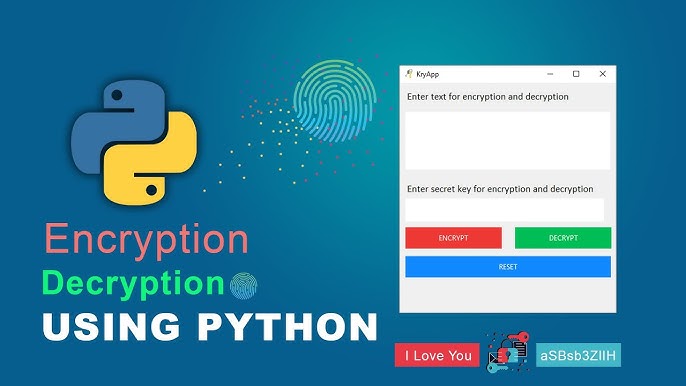 Encryption
Decryption
USING PYTHON
KryApp
Enter text for encryption and decryption
Enter secret key for encryption and decryption
ENCRYPT
DECRYPT
RESET
I Love You
aSBsb3ZlIH